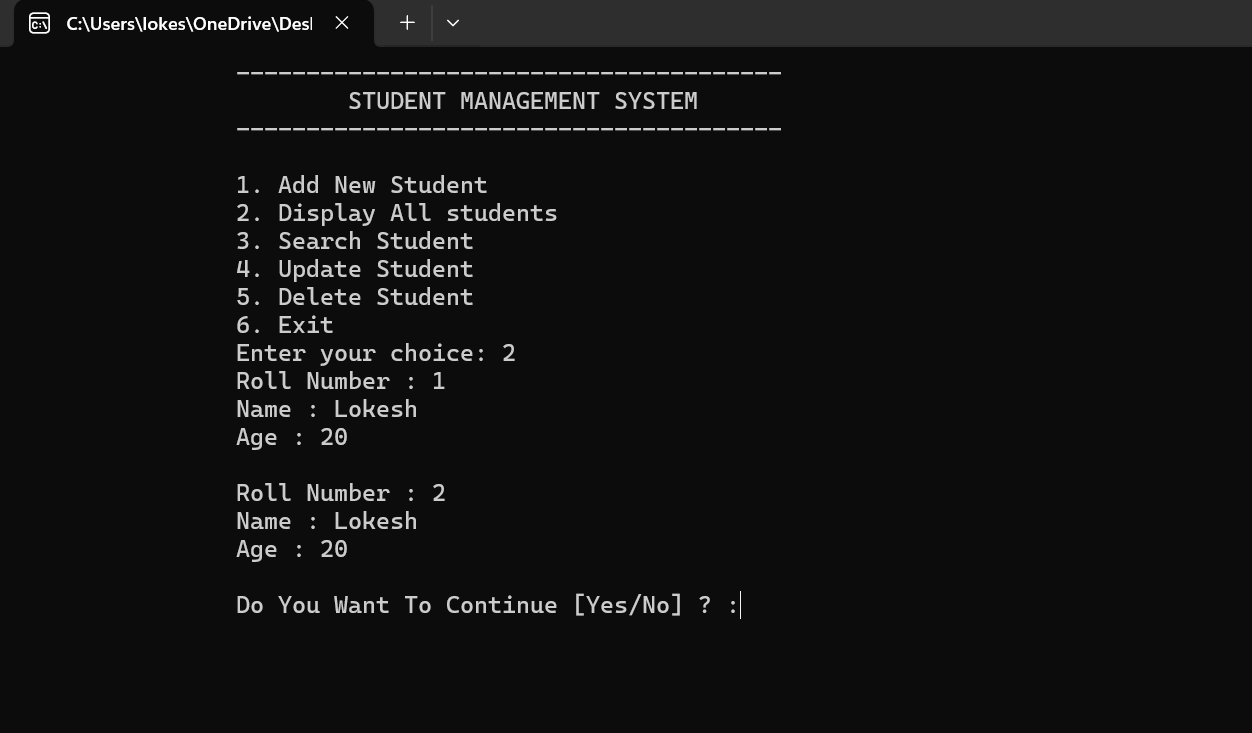 C:\Users\lokes\OneDrive\Des
---------------------------------------
STUDENT MANAGEMENT SYSTEM
---------------------------------------
1. Add New Student
2. Display All students
3. Search Student
4. Update Student
5. Delete Student
6. Exit
Enter your choice: 2
Roll Number : 1
Name : Lokesh
Age : 20
Roll Number : 2
Name : Lokesh
Age : 20
Do You Want To Continue [Yes/No] ? :